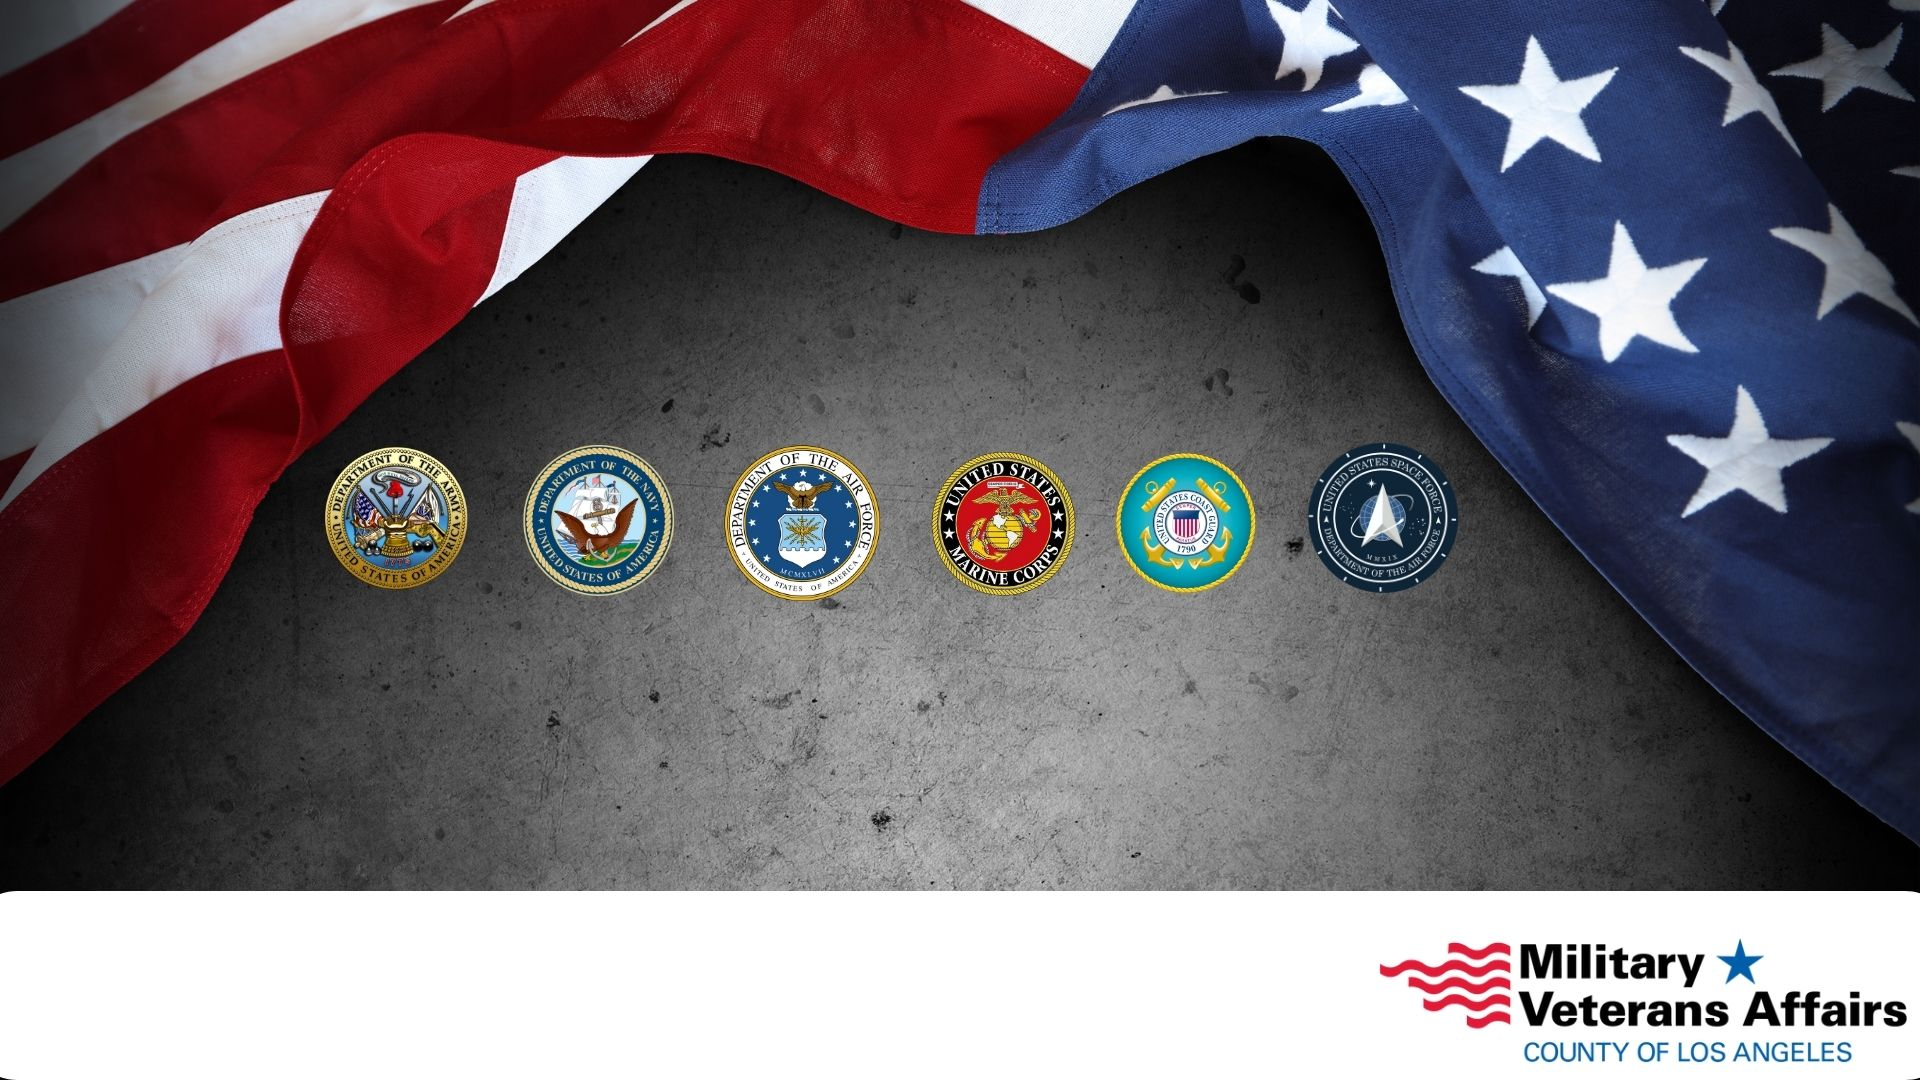 DEPARTMENT OF THE ARMY
UNITED STATES OF AMERICA
1775
DEPARTMENT OF THE NAVY
UNITED STATES OF AMERICA
DEPARTMENT OF THE AIR FORCE
MCMXLVII
UNITED STATES OF AMERICA
UNITED STATES
MARINE CORPS
UNITED STATES COAST GUARD
1790
UNITED STATES SPACE FORCE
MMXIX
DEPARTMENT OF THE AIR FORCE
Military
Veterans Affairs
COUNTY OF LOS ANGELES